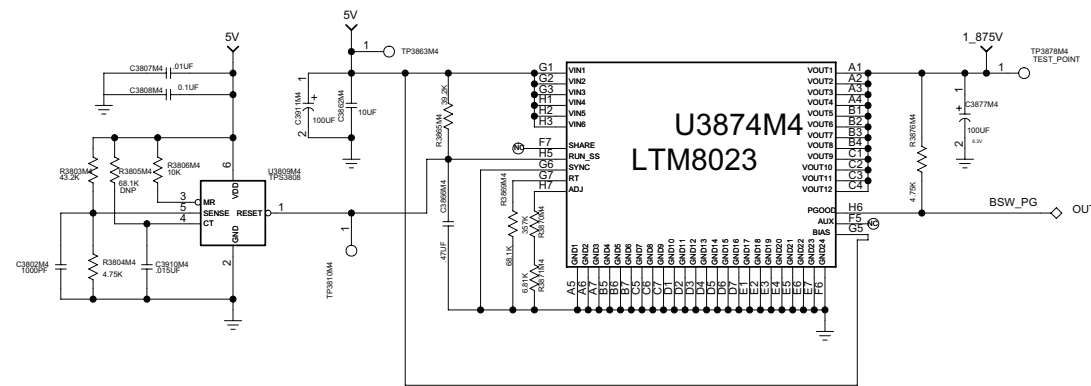 5V
C3807M4 .01UF
C3808M4 0.1UF
R3803M4
43.2K
R3805M4
68.1K
DNP
R3806M4
10K
U3809M4
TPS3808
6
VDD
3 MR
5 SENSE
4 CT
RESET 1
GND
2
C3802M4
1000PF
R3804M4
4.75K
C3910M4
.015UF
1
TP3810M4
5V
1 TP3863M4
1
+
C3911M4
100UF
2
C3862M4
10UF
R3865M4
39.2K
C3866M4
.47UF
R3869M4
68.1K
357K
R3870M4
6.81K
R3871M4
U3874M4
LTM8023
G1 VIN1
G2 VIN2
G3 VIN3
H1 VIN4
H2 VIN5
H3 VIN6
NC F7 SHARE
H5 RUN_SS
G6 SYNC
G7 RT
H7 ADJ
VOUT1 A1
VOUT2 A2
VOUT3 A3
VOUT4 A4
VOUT5 B1
VOUT6 B2
VOUT7 B3
VOUT8 B4
VOUT9 C1
VOUT10 C2
VOUT11 C3
VOUT12 C4
PGOOD H6
AUX F5 NC
BIAS G5
GND1 GND2 GND3 GND4 GND5 GND6 GND7 GND8 GND9 GND10 GND11 GND12 GND13 GND14 GND15 GND16 GND17 GND18 GND19 GND20 GND21 GND22 GND23 GND24
A5 A6 A7 B5 B6 B7 C5 C6 C7 D1 D2 D3 D4 D5 D6 D7 E1 E2 E3 E4 E5 E6 E7 F6
1_875V
TP3878M4
TEST_POINT
1
R3876M4
4.75K
1
+
C3877M4
100UF
6.3V
2
BSW_PG
OUT